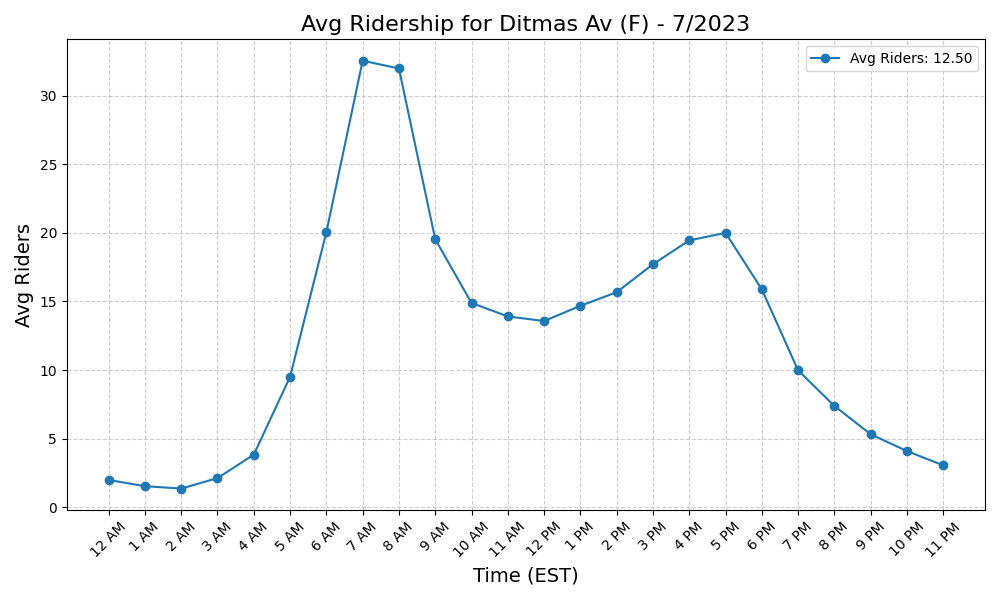 Avg Ridership for Ditmas Av (F) - 7/2023
Avg Riders: 12.50
Avg Riders
30
25
20
15
10
5
0
12 AM
1 AM
2 AM
3 AM
4 AM
5 AM
6 AM
7 AM
8 AM
9 AM
10 AM
11 AM
12 PM
1 PM
2 PM
3 PM
4 PM
5 PM
6 PM
7 PM
8 PM
9 PM
10 PM
11 PM
Time (EST)